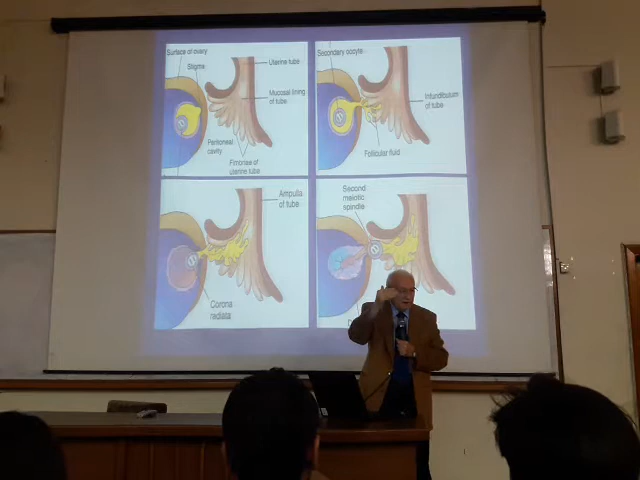 Surface of ovary
Stigma
Uterine tube
Mucosal lining
of tube
Peritoneal
cavity
Fimbriae of
uterine tube
Secondary oocyte
Infundibulum
of tube
Follicular fluid
Ampulla
of tube
Corona
radiata
Second
meiotic
spindle